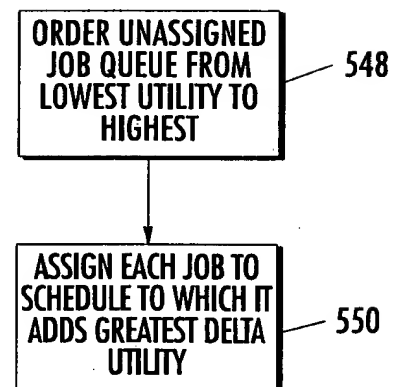 ORDER UNASSIGNED
JOB QUEUE FROM
LOWEST UTILITY TO
HIGHEST
548
ASSIGN EACH JOB TO
SCHEDULE TO WHICH IT
ADDS GREATEST DELTA
UTILITY
550